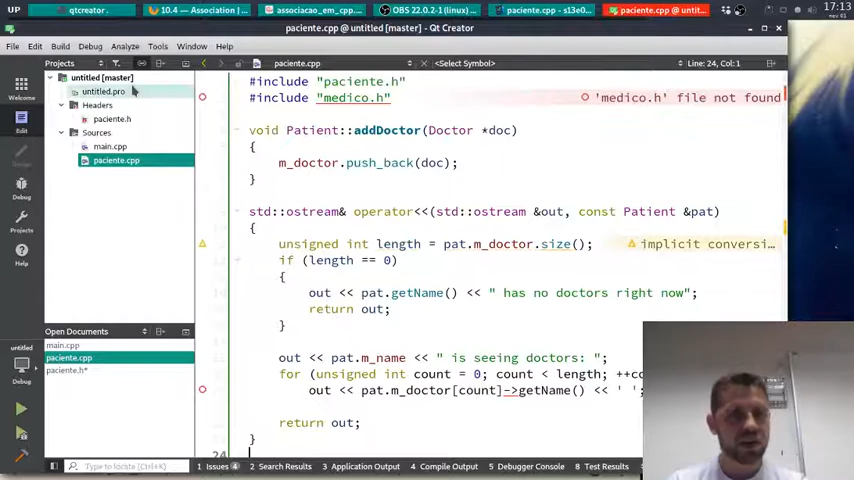 UP
qtcreator.
10.4 — Association
associacao_em_cpp.
OBS 22.0.2-1 (linux)
paciente.cpp - s13e0...
paciente.cpp @ untitl...
17:13
nov 01
paciente.cpp @ untitled [master] - Qt Creator
File Edit Build Debug Analyze Tools Window Help
Projects
paciente.cpp
<Select Symbol>
Line: 24, Col: 1
Welcome
Edit
Design
Debug
Projects
Help
untitled
Debug
untitled [master]
untitled.pro
Headers
paciente.h
Sources
main.cpp
paciente.cpp
Open Documents
main.cpp
paciente.cpp
paciente.h*
#include "paciente.h"
#include "medico.h"
'medico.h' file not found
void Patient::addDoctor(Doctor *doc)
{
m_doctor.push_back(doc);
}
std::ostream& operator<<(std::ostream &out, const Patient &pat)
{
unsigned int length = pat.m_doctor.size();
implicit conversi...
if (length == 0)
{
out << pat.getName() << " has no doctors right now";
return out;
}
out << pat.m_name << " is seeing doctors: ";
for (unsigned int count = 0; count < length; ++co
out << pat.m_doctor[count]->getName() << ' ';
return out;
}
24
Type to locate (Ctrl+...
1 Issues 4
2 Search Results
3 Application Output
4 Compile Output
5 Debugger Console
8 Test Results